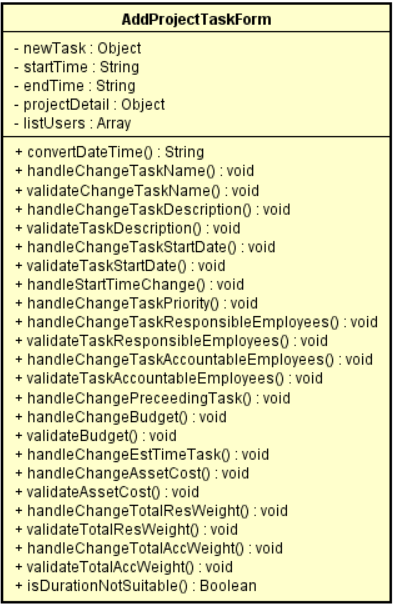 AddProjectTaskForm
- newTask : Object
- startTime : String
- endTime : String
- projectDetail : Object
- listUsers : Array
+ convertDateTime() : String
+ handleChangeTaskName() : void
+ validateChangeTaskName() : void
+ handleChangeTaskDescription() : void
+ validateTaskDescription() : void
+ handleChangeTaskStartDate() : void
+ validateTaskStartDate() : void
+ handleStartTimeChange() : void
+ handleChangeTaskPriority() : void
+ handleChangeTaskResponsibleEmployees() : void
+ validateTaskResponsibleEmployees() : void
+ handleChangeTaskAccountableEmployees() : void
+ validateTaskAccountableEmployees() : void
+ handleChangePreceedingTask() : void
+ handleChangeBudget() : void
+ validateBudget() : void
+ handleChangeEstTimeTask() : void
+ handleChangeAssetCost() : void
+ validateAssetCost() : void
+ handleChangeTotalResWeight() : void
+ validateTotalResWeight() : void
+ handleChangeTotalAccWeight() : void
+ validateTotalAccWeight() : void
+ isDurationNotSuitable() : Boolean